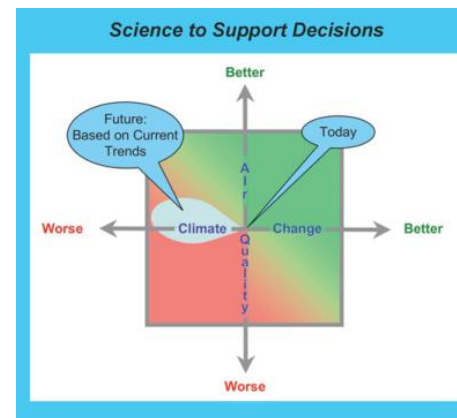 Science to Support Decisions
Better
Future:
Based on Current
Trends
Today
Air
Worse
Climate
Change
Better
Quality
Worse